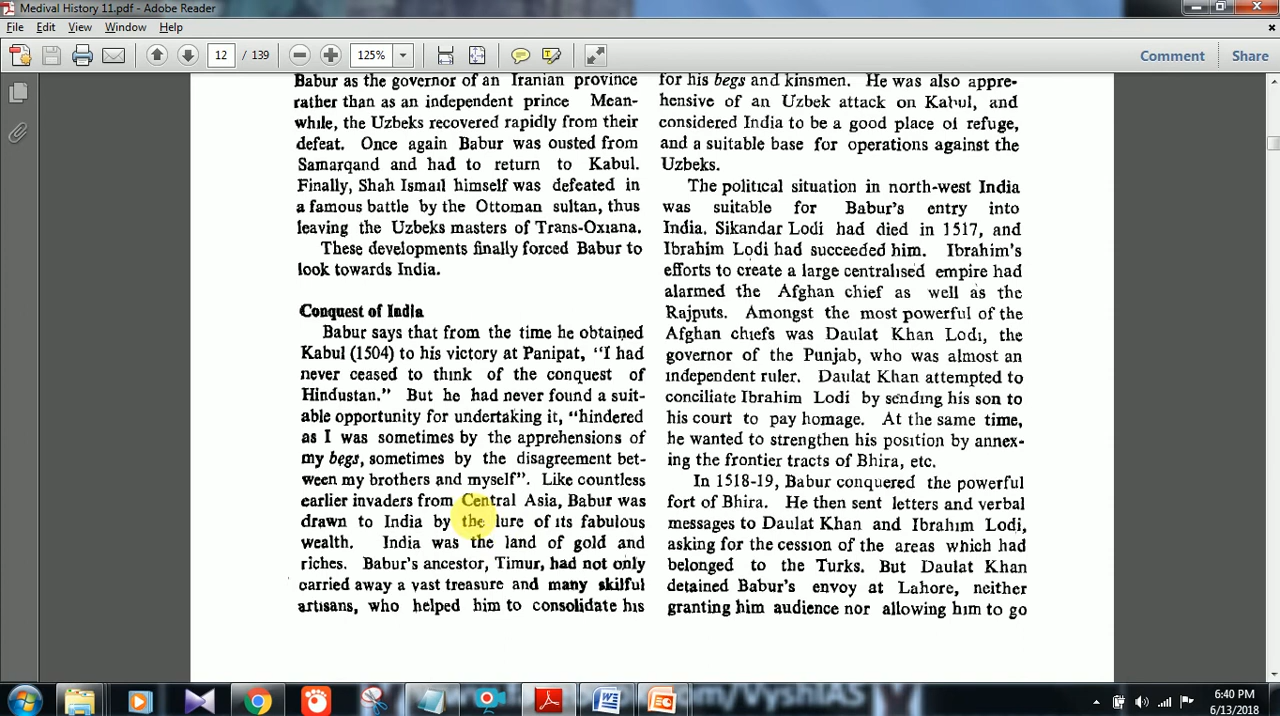 Medival History 11.pdf - Adobe Reader
File Edit View Window Help
12 / 139 125% Comment Share
Babur as the governor of an Iranian province
rather than as an independent prince Mean-
while, the Uzbeks recovered rapidly from their
defeat. Once again Babur was ousted from
Samarqand and had to return to Kabul.
Finally, Shah Ismail himself was defeated in
a famous battle by the Ottoman sultan, thus
leaving the Uzbeks masters of Trans-Oxiana.
These developments finally forced Babur to
look towards India.
Conquest of India
Babur says that from the time he obtained
Kabul (1504) to his victory at Panipat, “I had
never ceased to think of the conquest of
Hindustan.” But he had never found a suit-
able opportunity for undertaking it, “hindered
as I was sometimes by the apprehensions of
my begs, sometimes by the disagreement bet-
ween my brothers and myself”. Like countless
earlier invaders from Central Asia, Babur was
drawn to India by the lure of its fabulous
wealth. India was the land of gold and
riches. Babur's ancestor, Timur, had not only
carried away a vast treasure and many skilful
artisans, who helped him to consolidate his
for his begs and kinsmen. He was also appre-
hensive of an Uzbek attack on Kabul, and
considered India to be a good place of refuge,
and a suitable base for operations against the
Uzbeks.
The political situation in north-west India
was suitable for Babur's entry into
India. Sikandar Lodi had died in 1517, and
Ibrahim Lodi had succeeded him. Ibrahim's
efforts to create a large centralised empire had
alarmed the Afghan chief as well as the
Rajputs. Amongst the most powerful of the
Afghan chiefs was Daulat Khan Lodi, the
governor of the Punjab, who was almost an
independent ruler. Daulat Khan attempted to
conciliate Ibrahim Lodi by sending his son to
his court to pay homage. At the same time,
he wanted to strengthen his position by annex-
ing the frontier tracts of Bhira, etc.
In 1518-19, Babur conquered the powerful
fort of Bhira. He then sent letters and verbal
messages to Daulat Khan and Ibrahim Lodi,
asking for the cession of the areas which had
belonged to the Turks. But Daulat Khan
detained Babur's envoy at Lahore, neither
granting him audience nor allowing him to go
6:40 PM
6/13/2018